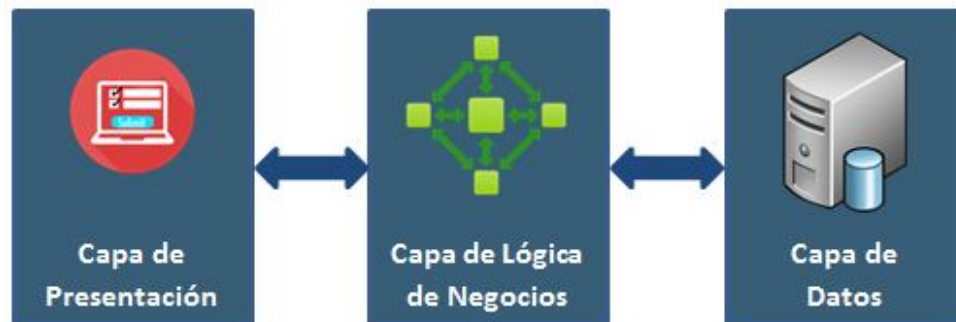 Submit
Capa de
Presentación
Capa de Lógica
de Negocios
Capa de
Datos